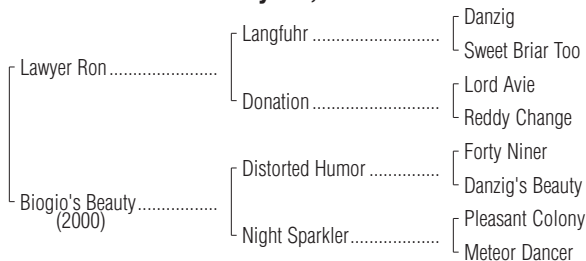 Danzig
Langfuhr
Sweet Briar Too
Lawyer Ron
Lord Avie
Donation
Reddy Change
Forty Niner
Distorted Humor
Danzig's Beauty
Biogio's Beauty
(2000)
Pleasant Colony
Night Sparkler
Meteor Dancer